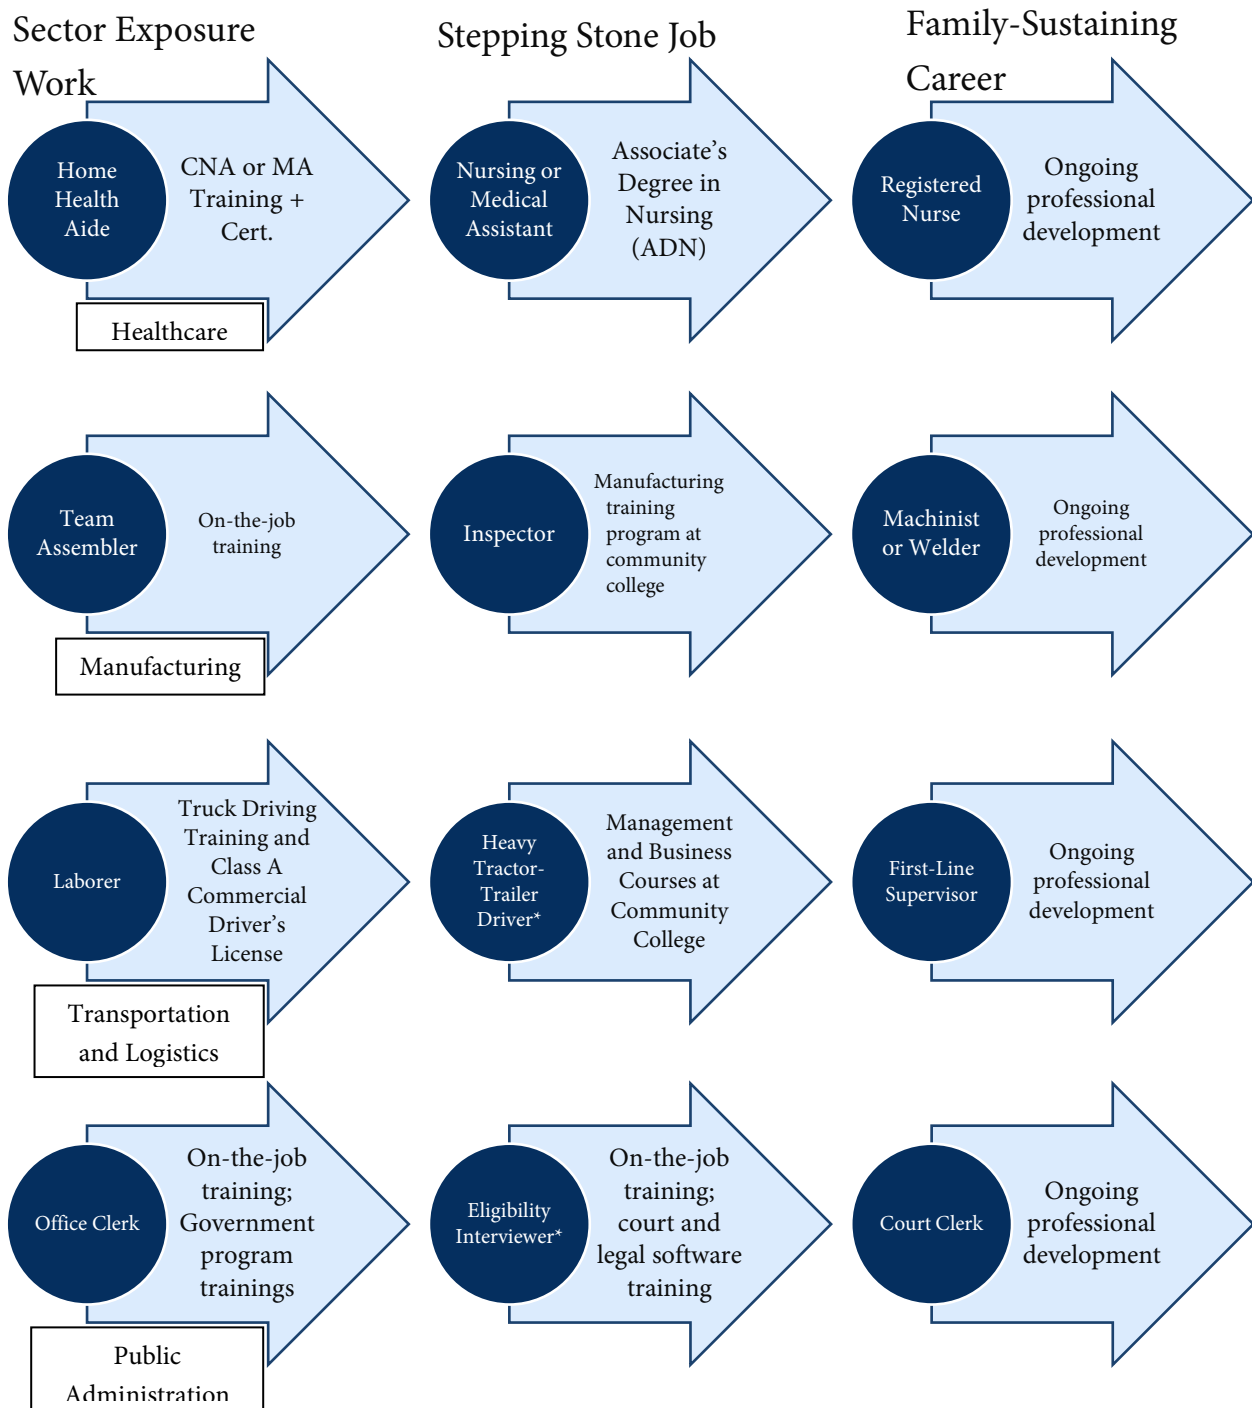 Sector Exposure
Work
Stepping Stone Job
Family-Sustaining
Career
Home
Health
Aide
CNA or MA
Training +
Cert.
Nursing or
Medical
Assistant
Associate’s
Degree in
Nursing
(ADN)
Registered
Nurse
Ongoing
professional
development
Healthcare
Team
Assembler
On-the-job
training
Inspector
Manufacturing
training
program at
community
college
Machinist
or Welder
Ongoing
professional
development
Manufacturing
Laborer
Truck Driving
Training and
Class A
Commercial
Driver’s
License
Heavy
Tractor-
Trailer
Driver*
Management
and Business
Courses at
Community
College
First-Line
Supervisor
Ongoing
professional
development
Transportation
and Logistics
Office Clerk
On-the-job
training;
Government
program
trainings
Eligibility
Interviewer*
On-the-job
training;
court and
legal software
training
Court Clerk
Ongoing
professional
development
Public
Administration